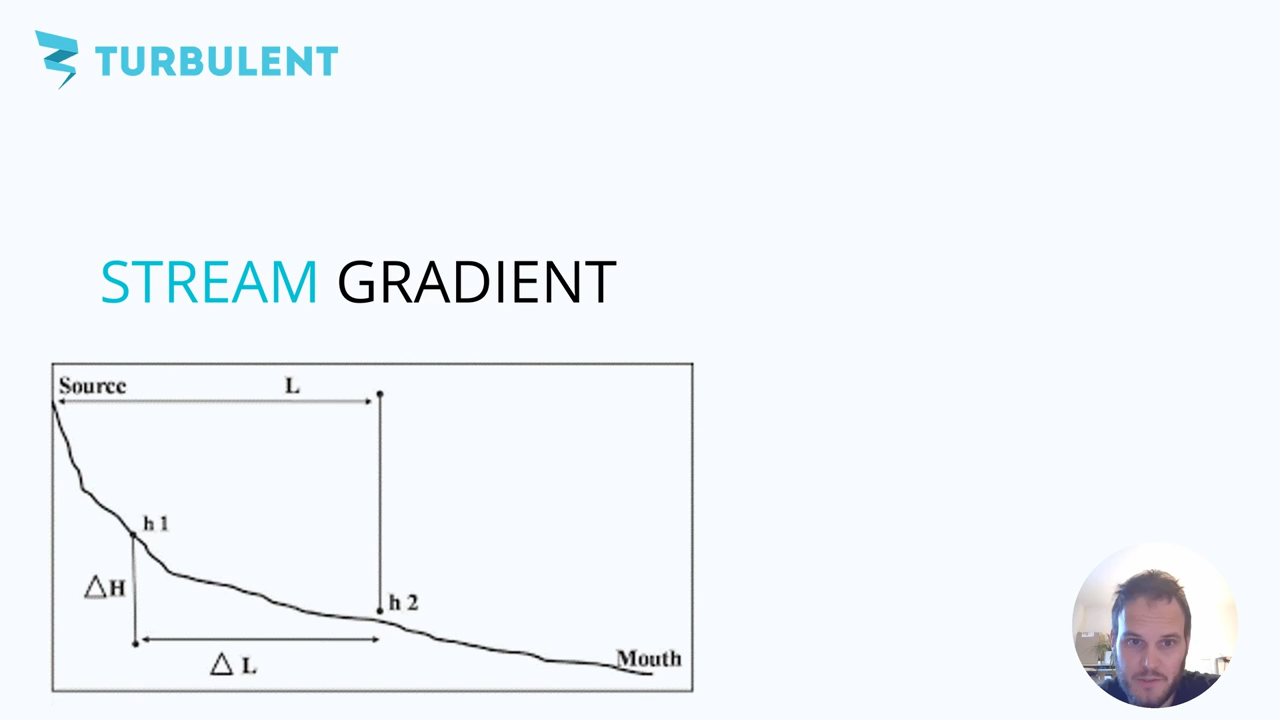 TURBULENT
STREAM GRADIENT
Source
L
h 1
△H
h 2
△ L
Mouth